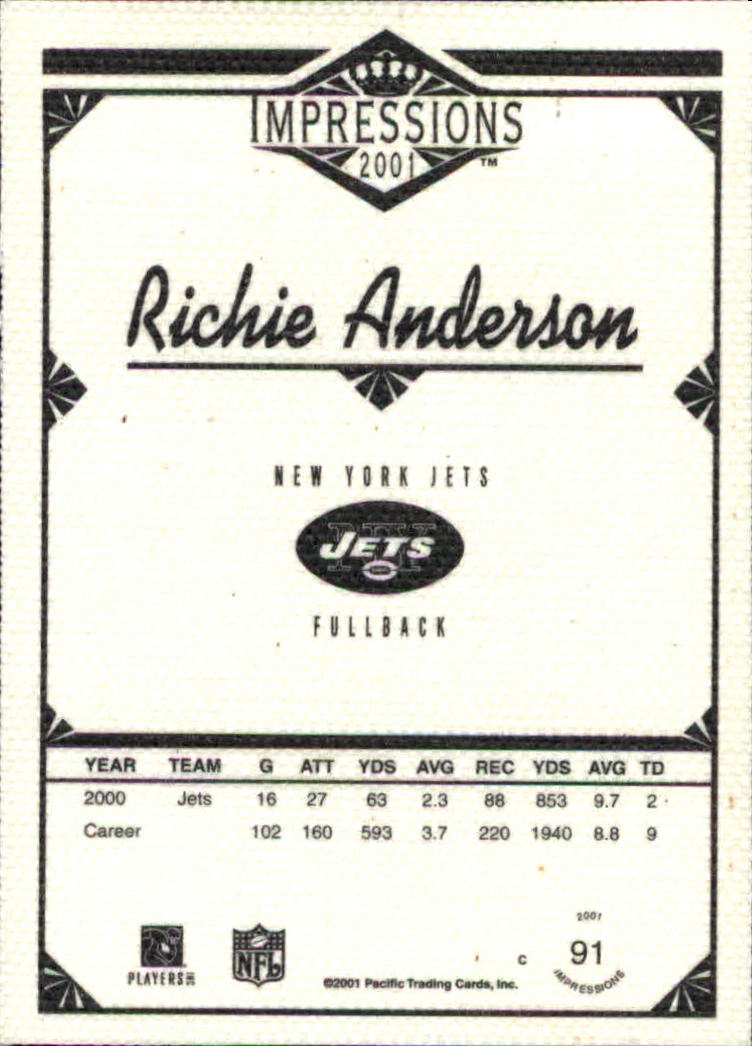 IMPRESSIONS
2001
™
Richie Anderson
NEW YORK JETS
NY JETS
FULLBACK
YEAR TEAM G ATT YDS AVG REC YDS AVG TD
2000 Jets 16 27 63 2.3 88 853 9.7 2
Career 102 160 593 3.7 220 1940 8.8 9
PLAYERS INC
NFL
©2001 Pacific Trading Cards, Inc.
C
2001
91
IMPRESSIONS